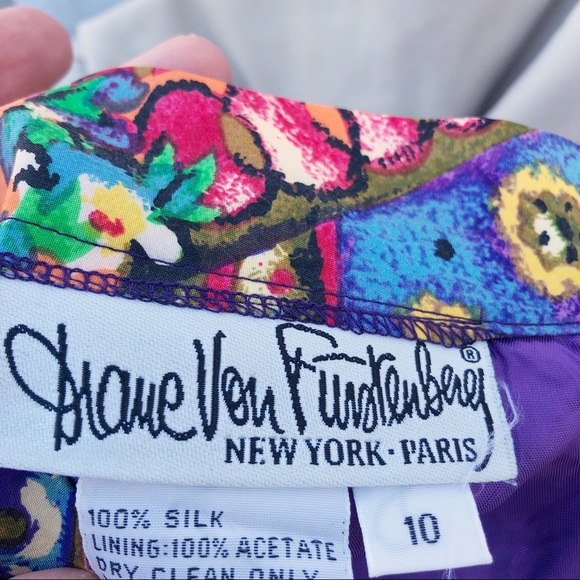 Diane Von Furstenberg®
NEW YORK · PARIS
100% SILK
LINING:100% ACETATE
DRY CLEAN ONLY
10